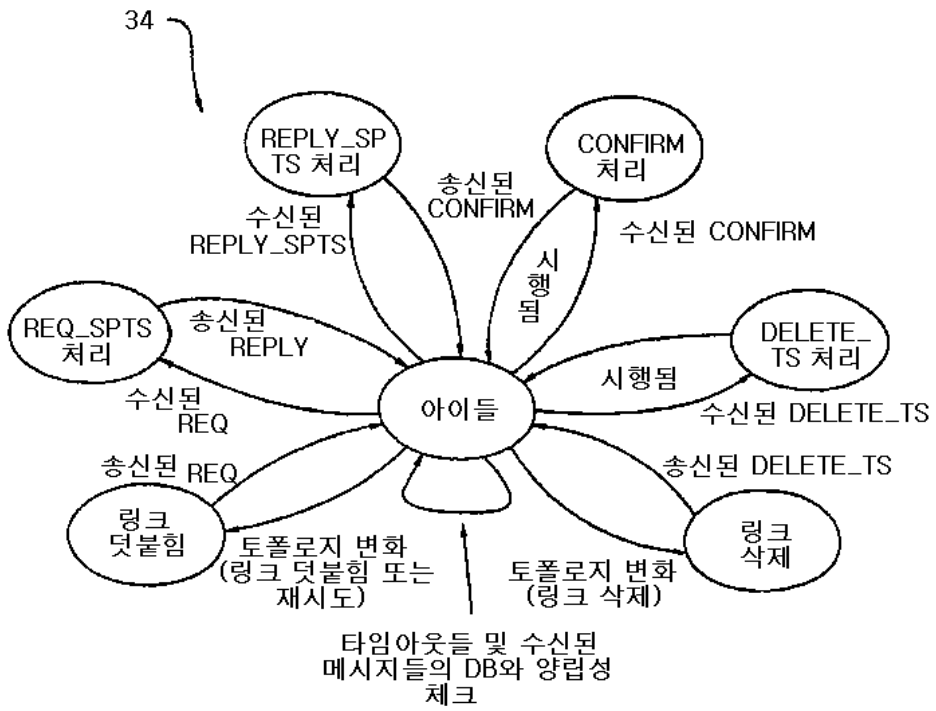 34
REPLY_SP
TS 처리
CONFIRM
처리
송신된
CONFIRM
수신된
REPLY_SPTS
수신된 CONFIRM
시
행
됨
REQ_SPTS
처리
송신된
REPLY
DELETE_
TS 처리
시행됨
수신된
REQ
아이들
수신된 DELETE_TS
송신된 REQ
송신된 DELETE_TS
링크
덧붙힘
링크
삭제
토폴로지 변화
(링크 덧붙힘 또는
재시도)
토폴로지 변화
(링크 삭제)
타임아웃들 및 수신된
메시지들의 DB와 양립성
체크